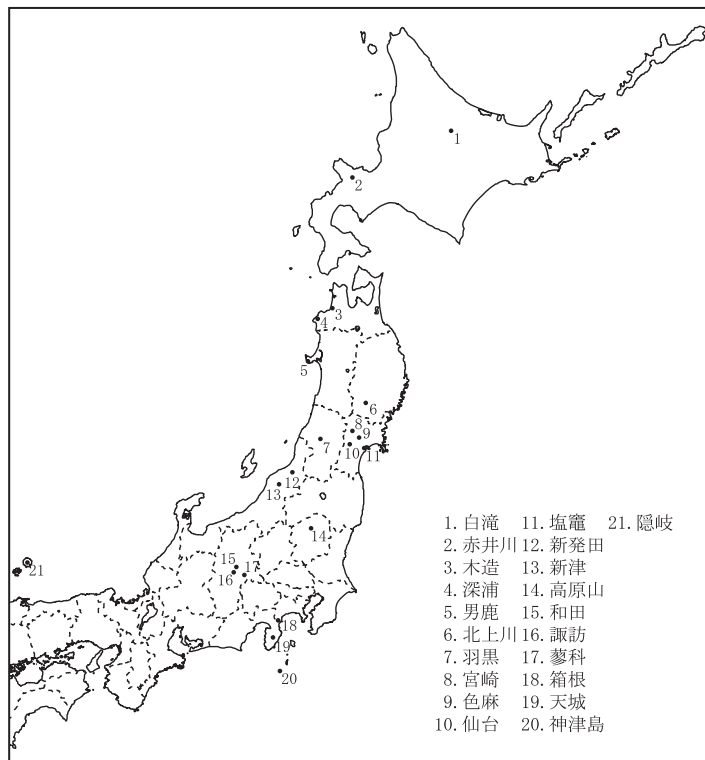 1
2
3
4
5
6
8
9
7
10
11
12
13
14
15
17
16
21
18
19
20
1. 白滝 11. 塩竈 21. 隠岐
2. 赤井川 12. 新発田
3. 木造 13. 新津
4. 深浦 14. 高原山
5. 男鹿 15. 和田
6. 北上川 16. 諏訪
7. 羽黒 17. 蓼科
8. 宮崎 18. 箱根
9. 色麻 19. 天城
10. 仙台 20. 神津島